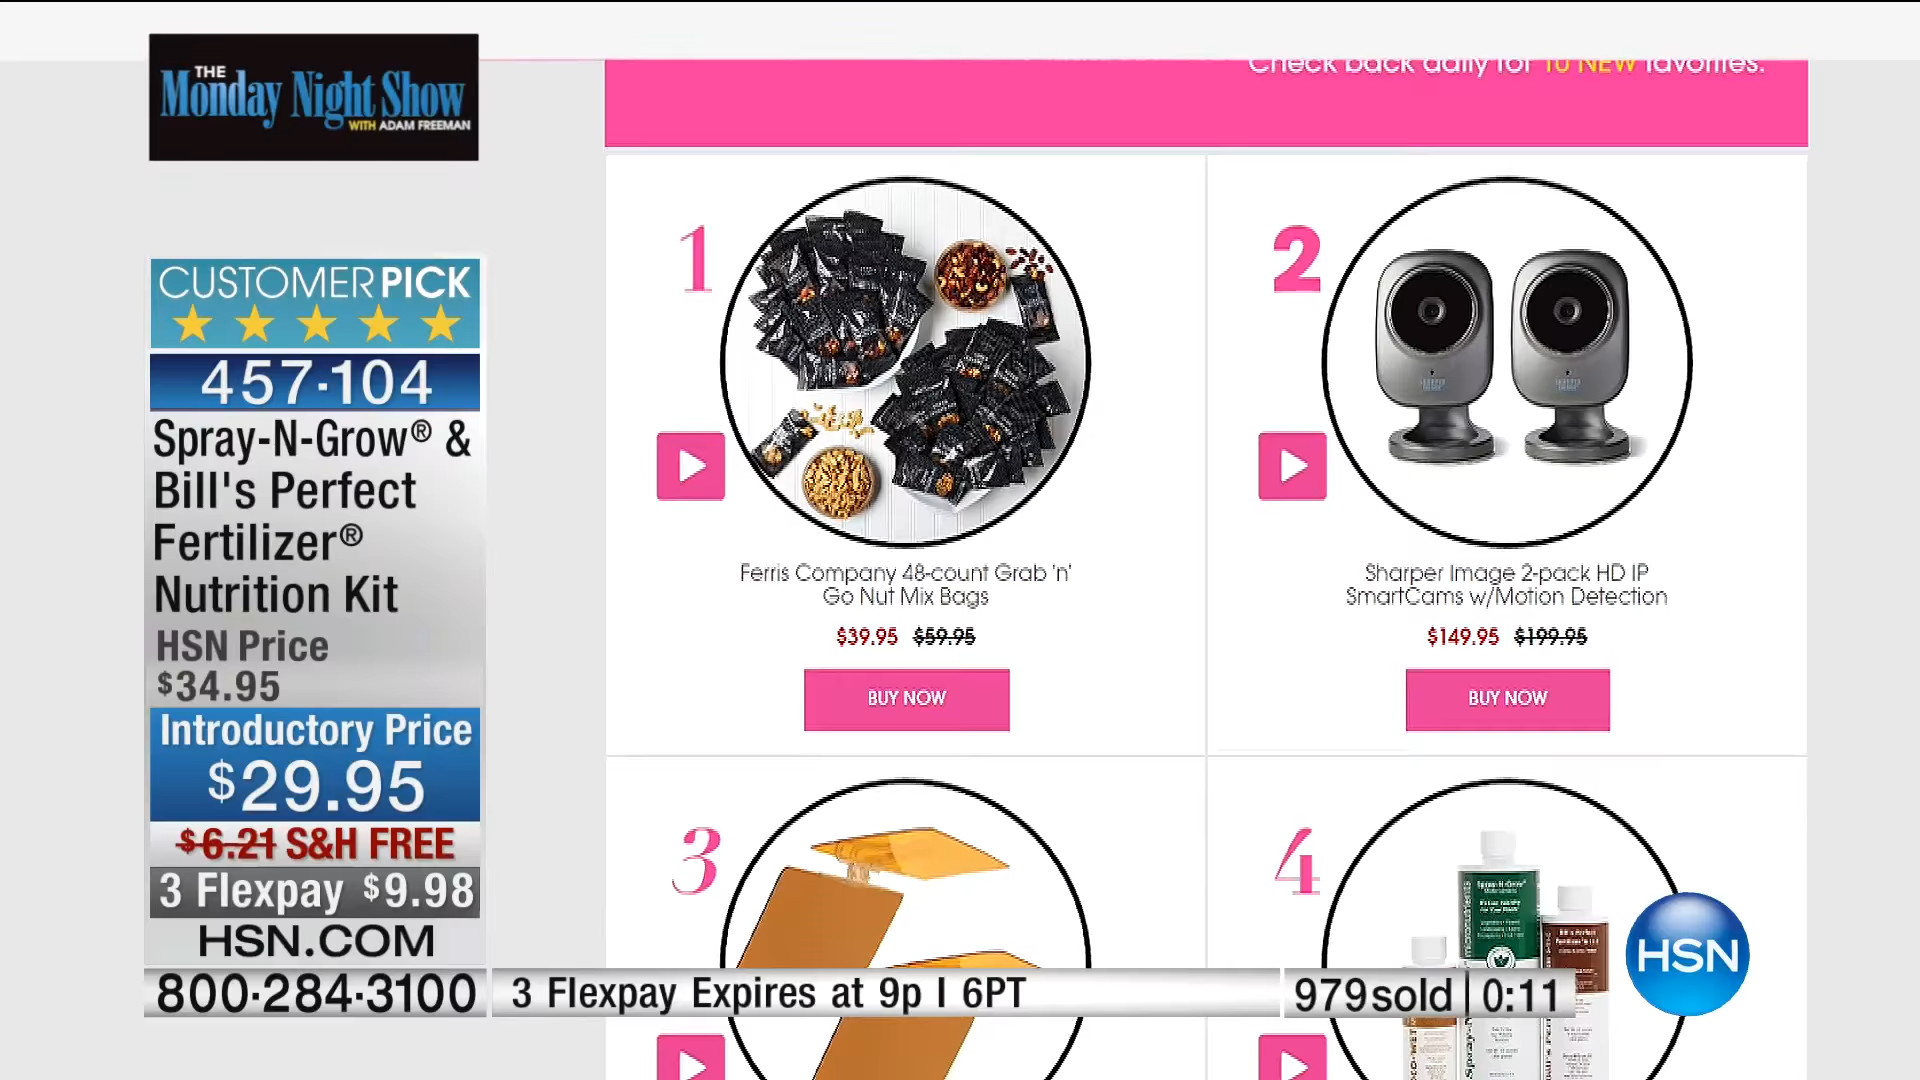 THE
Monday Night Show
WITH ADAM FREEMAN
CUSTOMER PICK
457·104
Spray-N-Grow® &
Bill's Perfect
Fertilizer®
Nutrition Kit
HSN Price
$34.95
Introductory Price
$29.95
$6.21 S&H FREE
3 Flexpay $9.98
HSN.COM
800·284·3100
3 Flexpay Expires at 9p | 6PT
979 sold | 0:11
HSN
Check back daily for 10 NEW favorites.
1
Ferris Company 48-count Grab 'n'
Go Nut Mix Bags
$39.95 $59.95
BUY NOW
2
Sharper Image 2-pack HD IP
SmartCams w/Motion Detection
$149.95 $199.95
BUY NOW
3
4
Spray-N-Grow